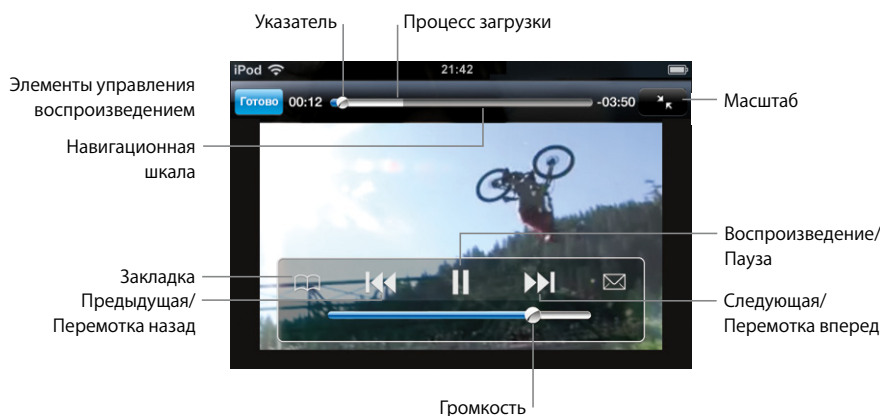 Указатель
Процесс загрузки
iPod
21:42
Элементы управления
воспроизведением
Готово
00:12
-03:50
Масштаб
Навигационная
шкала
Воспроизведение/
Пауза
Закладка
Предыдущая/
Перемотка назад
Следующая/
Перемотка вперед
Громкость